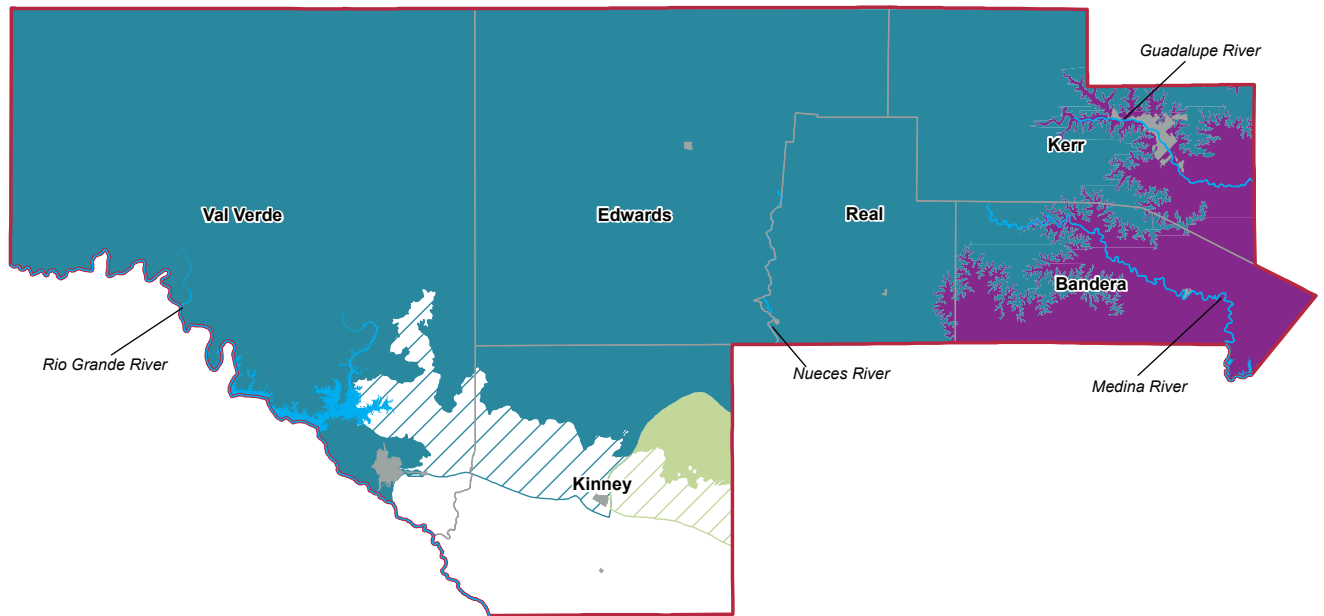 Guadalupe River
Kerr
Val Verde
Edwards
Real
Bandera
Rio Grande River
Nueces River
Medina River
Kinney